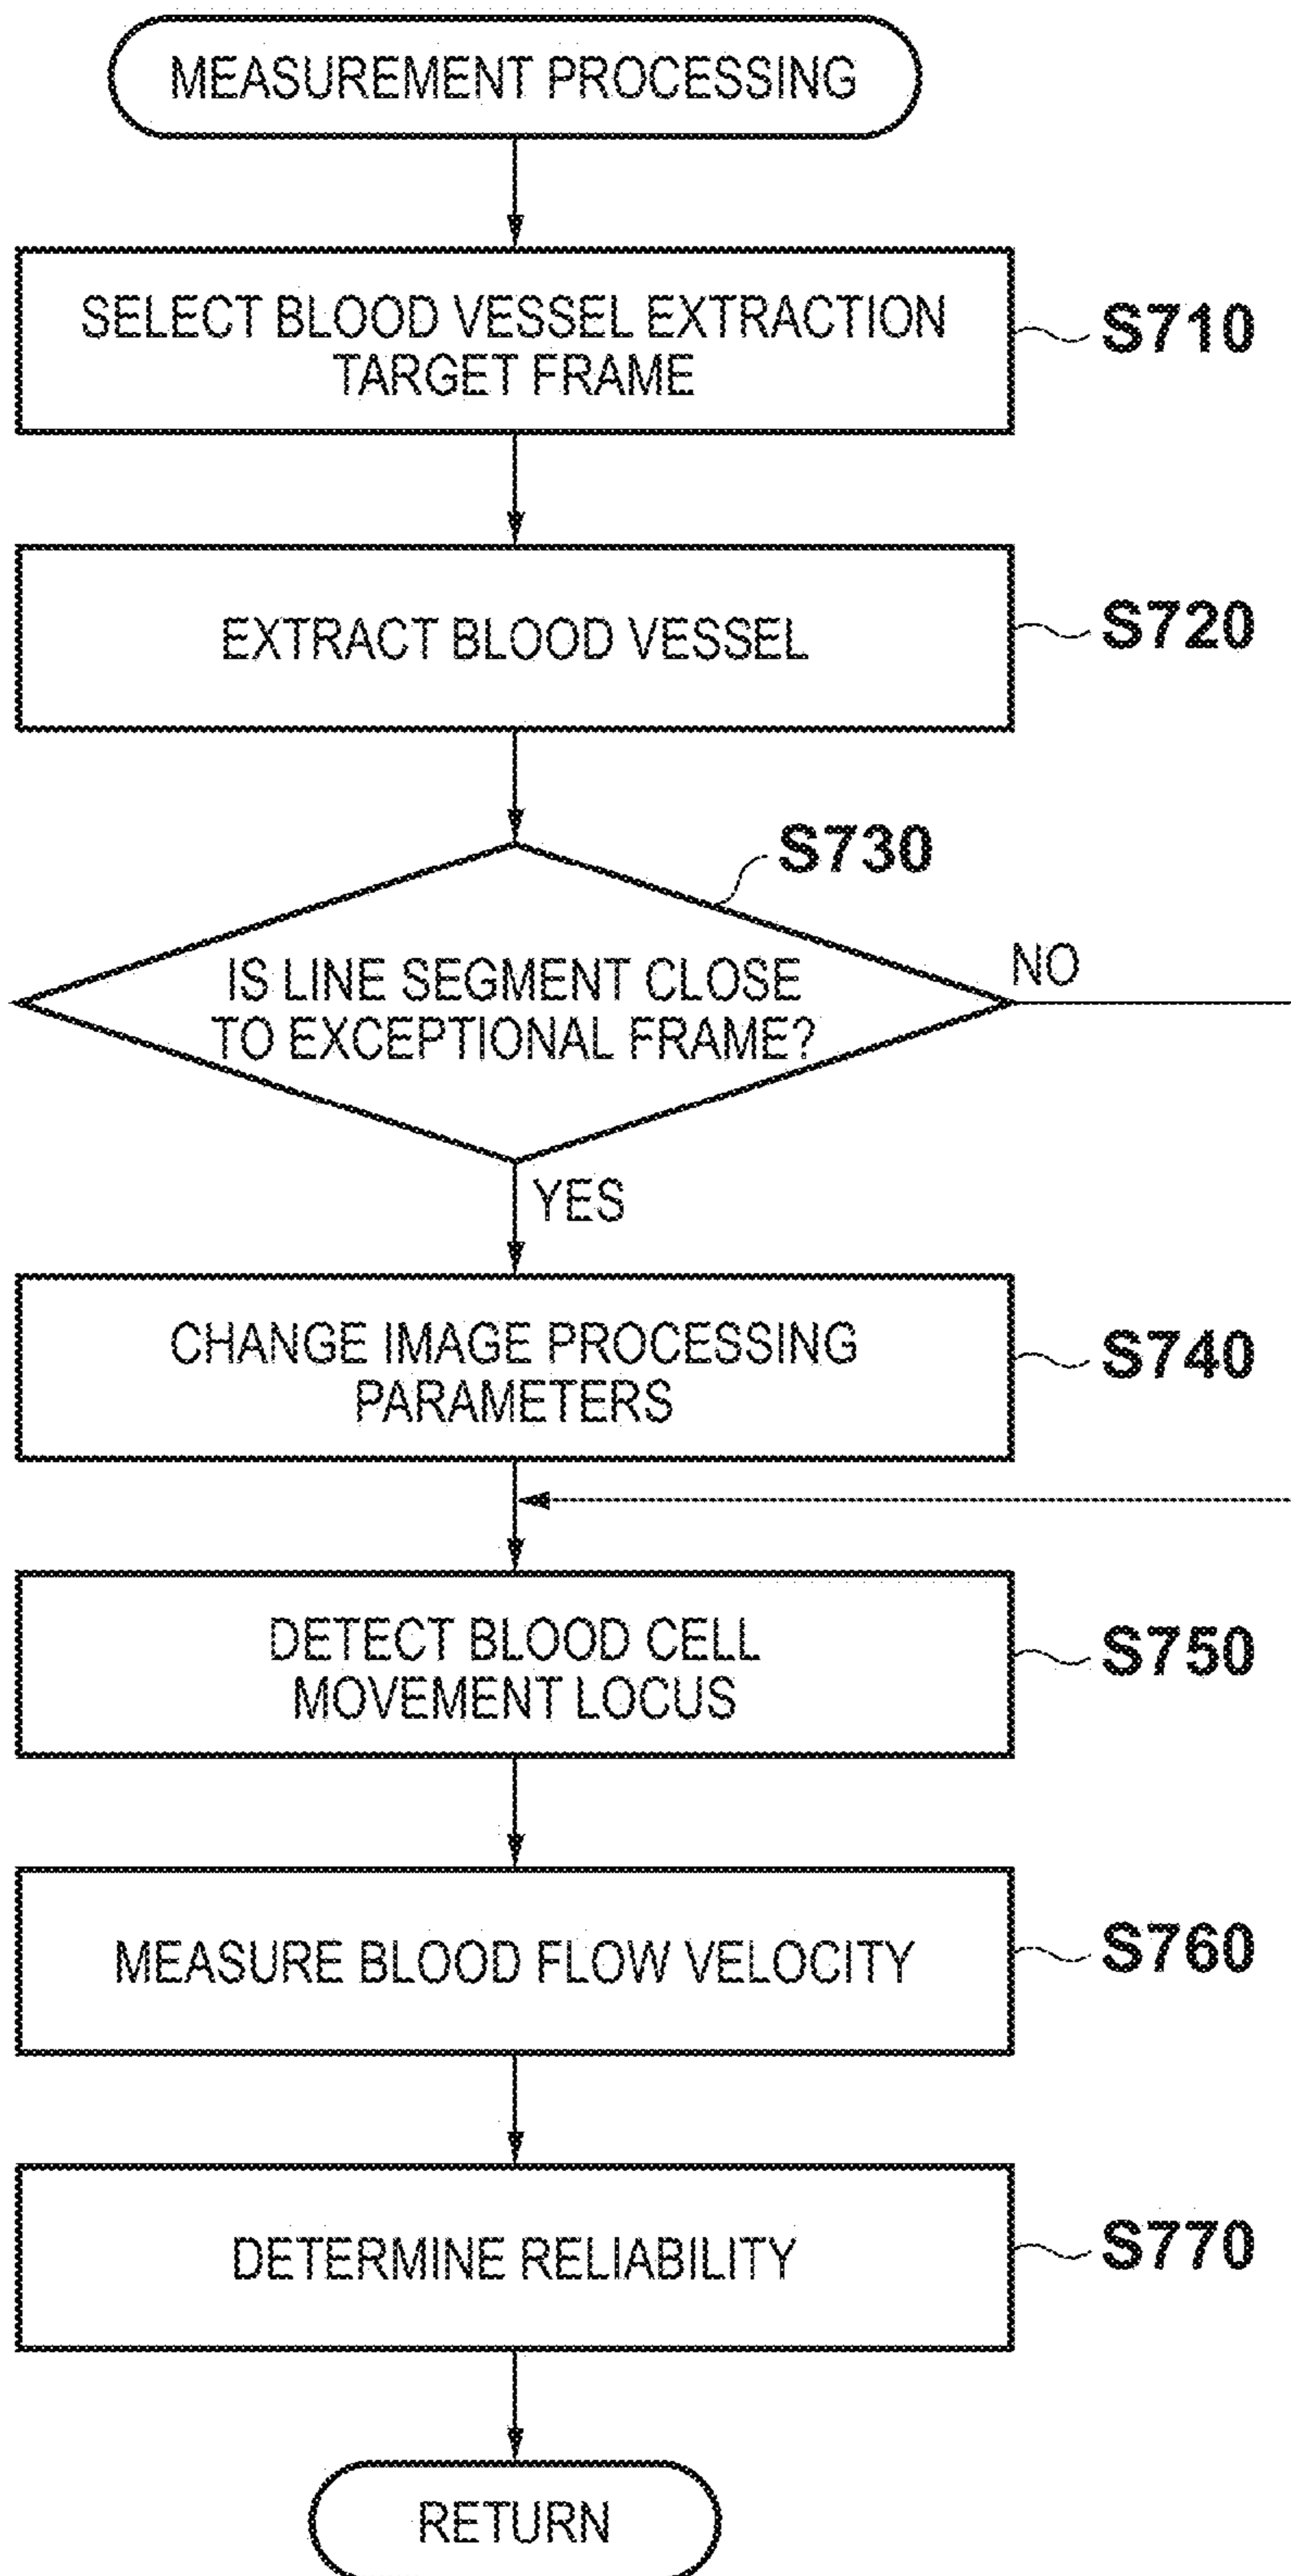 MEASUREMENT PROCESSING
SELECT BLOOD VESSEL EXTRACTION
TARGET FRAME
S710
EXTRACT BLOOD VESSEL
S720
S730
IS LINE SEGMENT CLOSE
TO EXCEPTIONAL FRAME?
NO
YES
CHANGE IMAGE PROCESSING
PARAMETERS
S740
DETECT BLOOD CELL
MOVEMENT LOCUS
S750
MEASURE BLOOD FLOW VELOCITY
S760
DETERMINE RELIABILITY
S770
RETURN